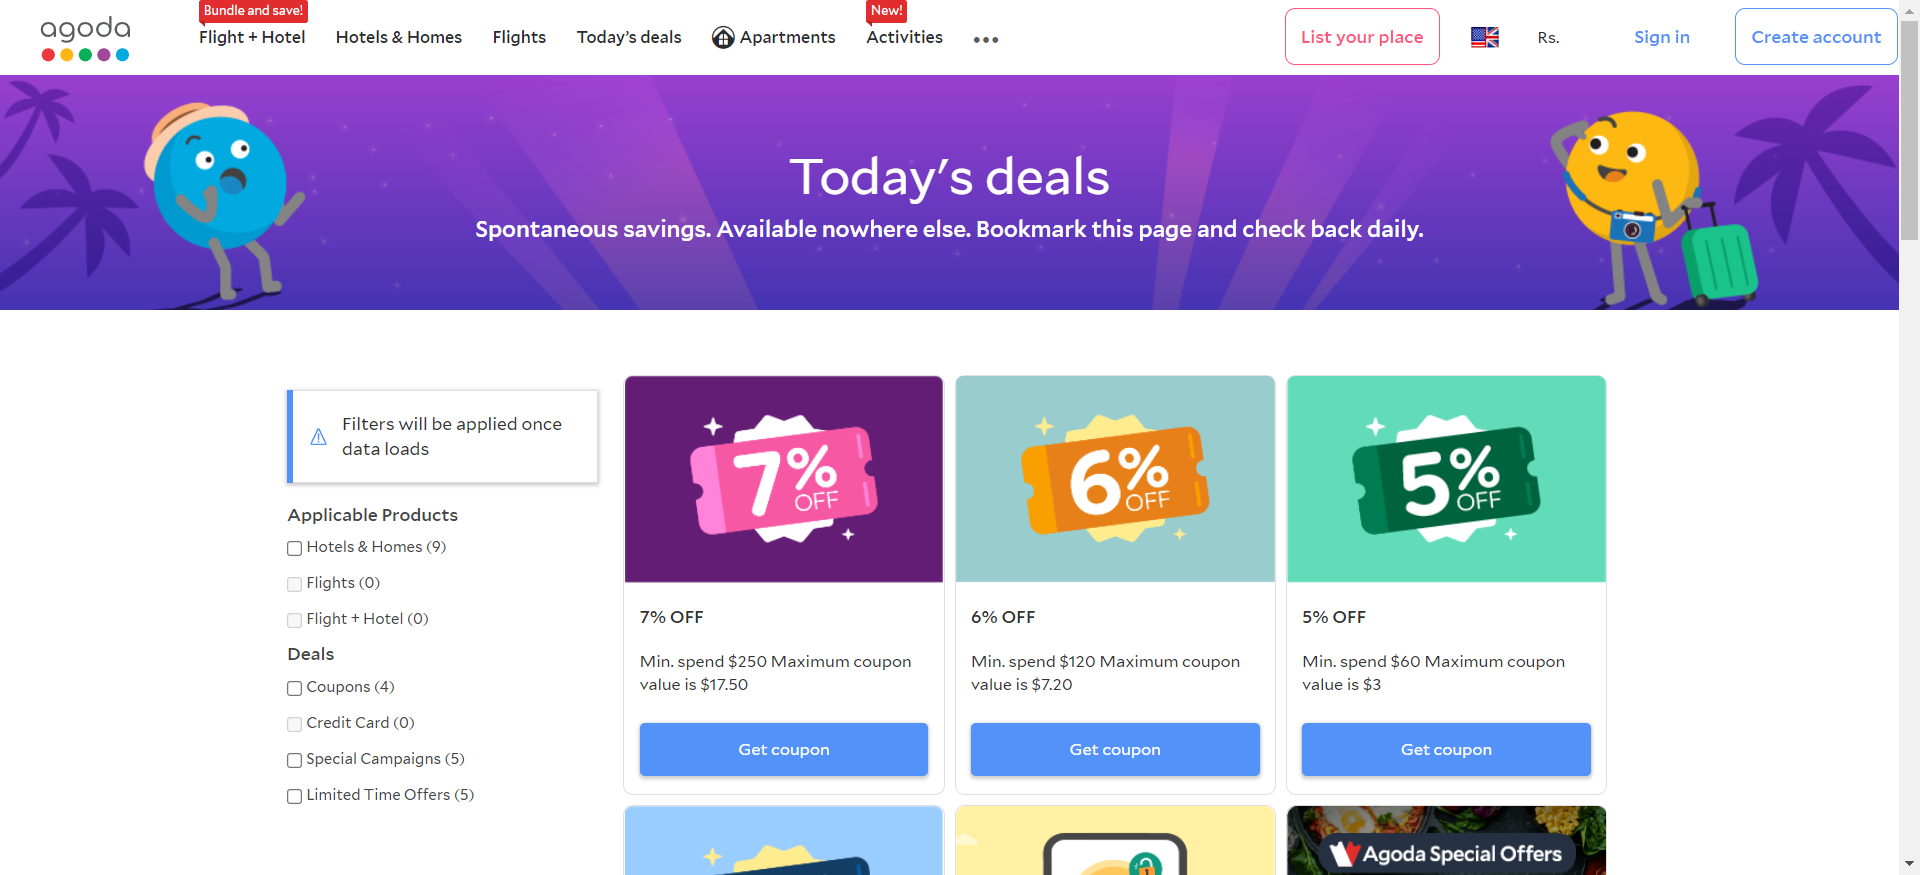 Bundle and save!
New!
agoda
Flight + Hotel
Hotels & Homes
Flights
Today's deals
Apartments
Activities
List your place
Rs.
Sign in
Create account
Today's deals
Spontaneous savings. Available nowhere else. Bookmark this page and check back daily.
Filters will be applied once
data loads
Applicable Products
Hotels & Homes (9)
Flights (0)
Flight + Hotel (0)
Deals
Coupons (4)
Credit Card (0)
Special Campaigns (5)
Limited Time Offers (5)
7% OFF
7% OFF
Min. spend $250 Maximum coupon
value is $17.50
Get coupon
6% OFF
6% OFF
Min. spend $120 Maximum coupon
value is $7.20
Get coupon
5% OFF
5% OFF
Min. spend $60 Maximum coupon
value is $3
Get coupon
Agoda Special Offers